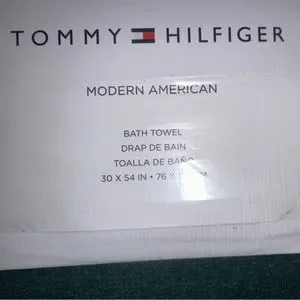 TOMMY HILFIGER
MODERN AMERICAN
BATH TOWEL
DRAP DE BAIN
TOALLA DE BAÑO
30 X 54 IN • 76 X